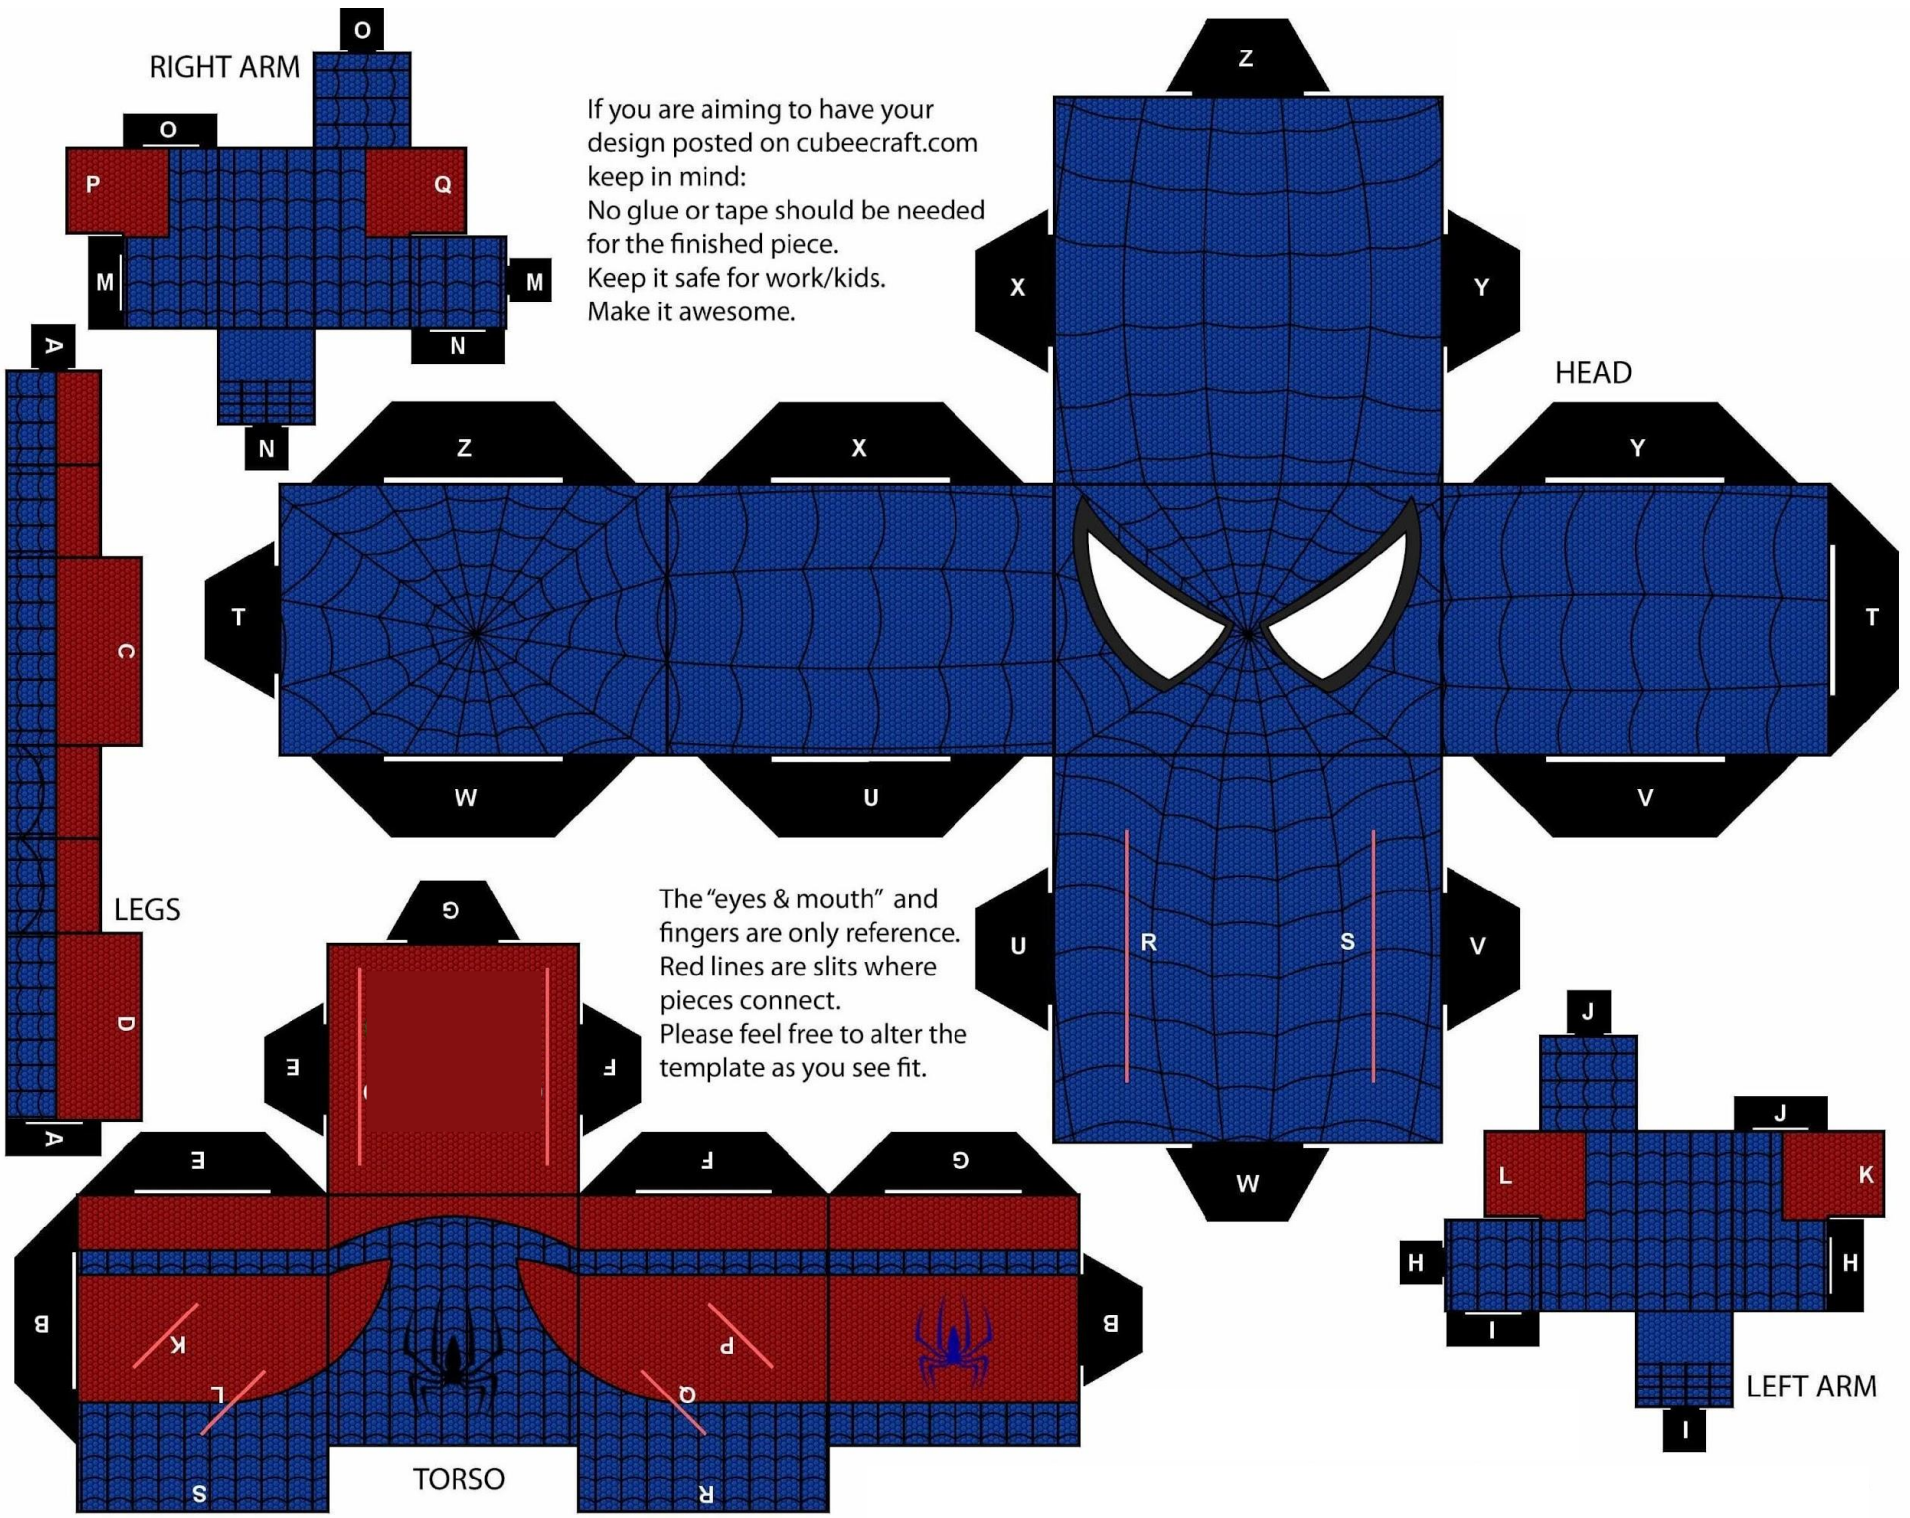 O
RIGHT ARM
O
P
Q
M
M
N
N
If you are aiming to have your
design posted on cubeecraft.com
keep in mind:
No glue or tape should be needed
for the finished piece.
Keep it safe for work/kids.
Make it awesome.
Z
X
Y
HEAD
Z
X
Y
T
T
W
U
V
U
R
S
V
W
A
C
D
A
LEGS
The “eyes & mouth” and
fingers are only reference.
Red lines are slits where
pieces connect.
Please feel free to alter the
template as you see fit.
G
E
F
E
F
G
B
K
P
B
L
Q
S
R
TORSO
J
J
L
K
H
H
I
LEFT ARM
I